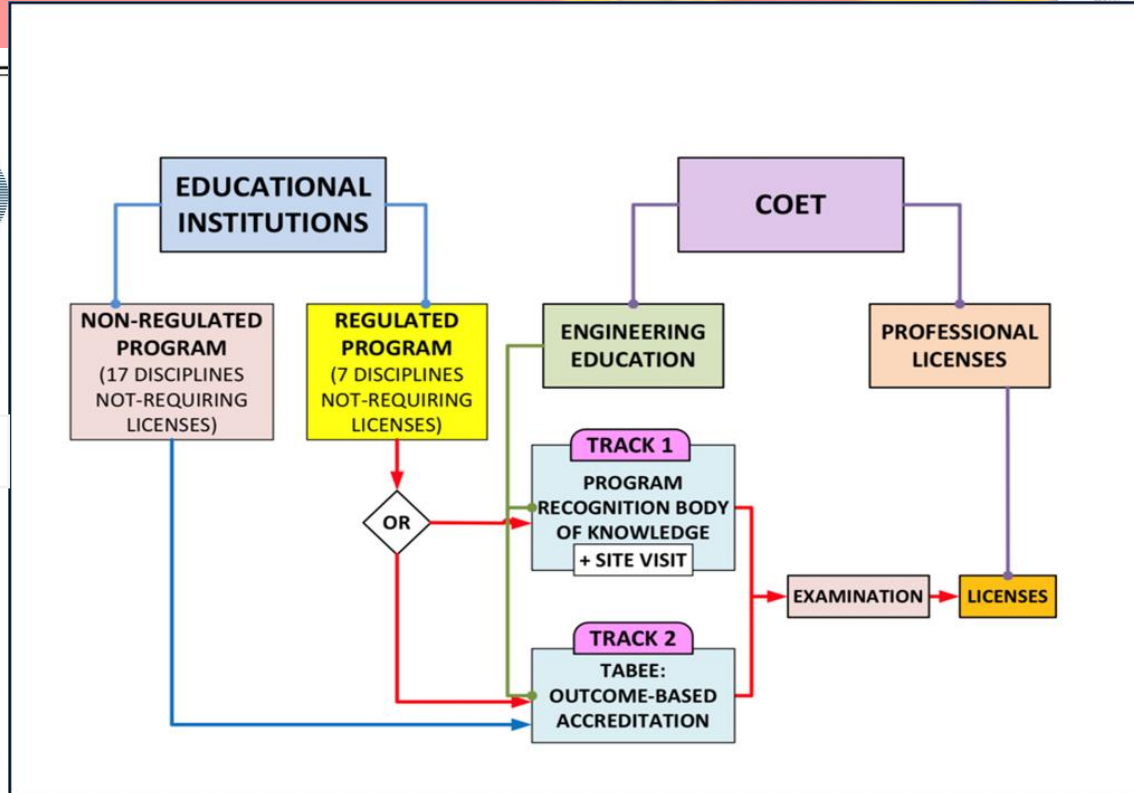 EDUCATIONAL
INSTITUTIONS
COET
NON-REGULATED
PROGRAM
(17 DISCIPLINES
NOT-REQUIRING
LICENSES)
REGULATED
PROGRAM
(7 DISCIPLINES
NOT-REQUIRING
LICENSES)
ENGINEERING
EDUCATION
PROFESSIONAL
LICENSES
TRACK 1
PROGRAM
RECOGNITION BODY
OF KNOWLEDGE
+ SITE VISIT
OR
EXAMINATION
LICENSES
TRACK 2
TABEE:
OUTCOME-BASED
ACCREDITATION